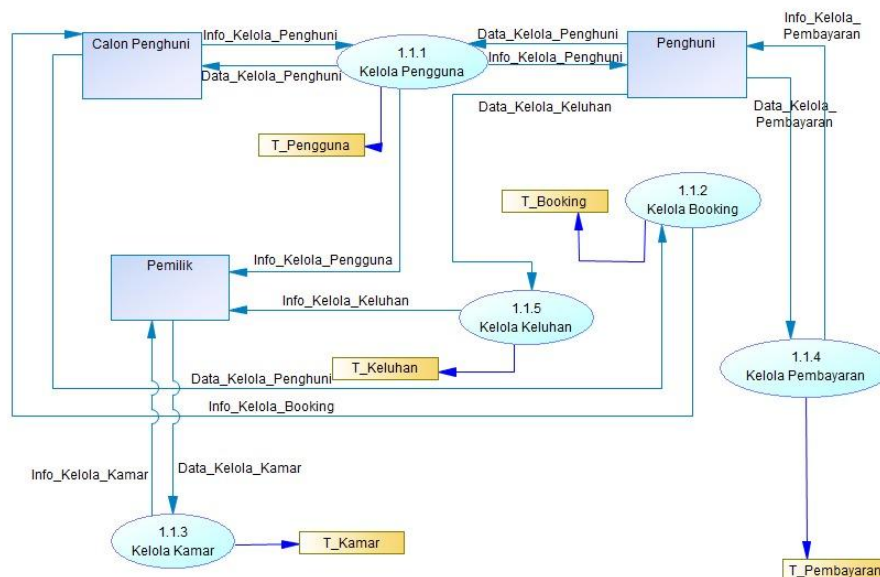 Calon Penghuni
Info_Kelola_Penghuni
Data_Kelola_Penghuni
1.1.1
Kelola Pengguna
Data_Kelola_Penghuni
Info_Kelola_Penghuni
Penghuni
Info_Kelola_
Pembayaran
Data_Kelola_Keluhan
Data_Kelola_
Pembayaran
T_Pengguna
T_Booking
1.1.2
Kelola Booking
Pemilik
Info_Kelola_Pengguna
Info_Kelola_Keluhan
1.1.5
Kelola Keluhan
T_Keluhan
1.1.4
Kelola Pembayaran
Data_Kelola_Penghuni
Info_Kelola_Booking
Info_Kelola_Kamar
Data_Kelola_Kamar
1.1.3
Kelola Kamar
T_Kamar
T_Pembayaran